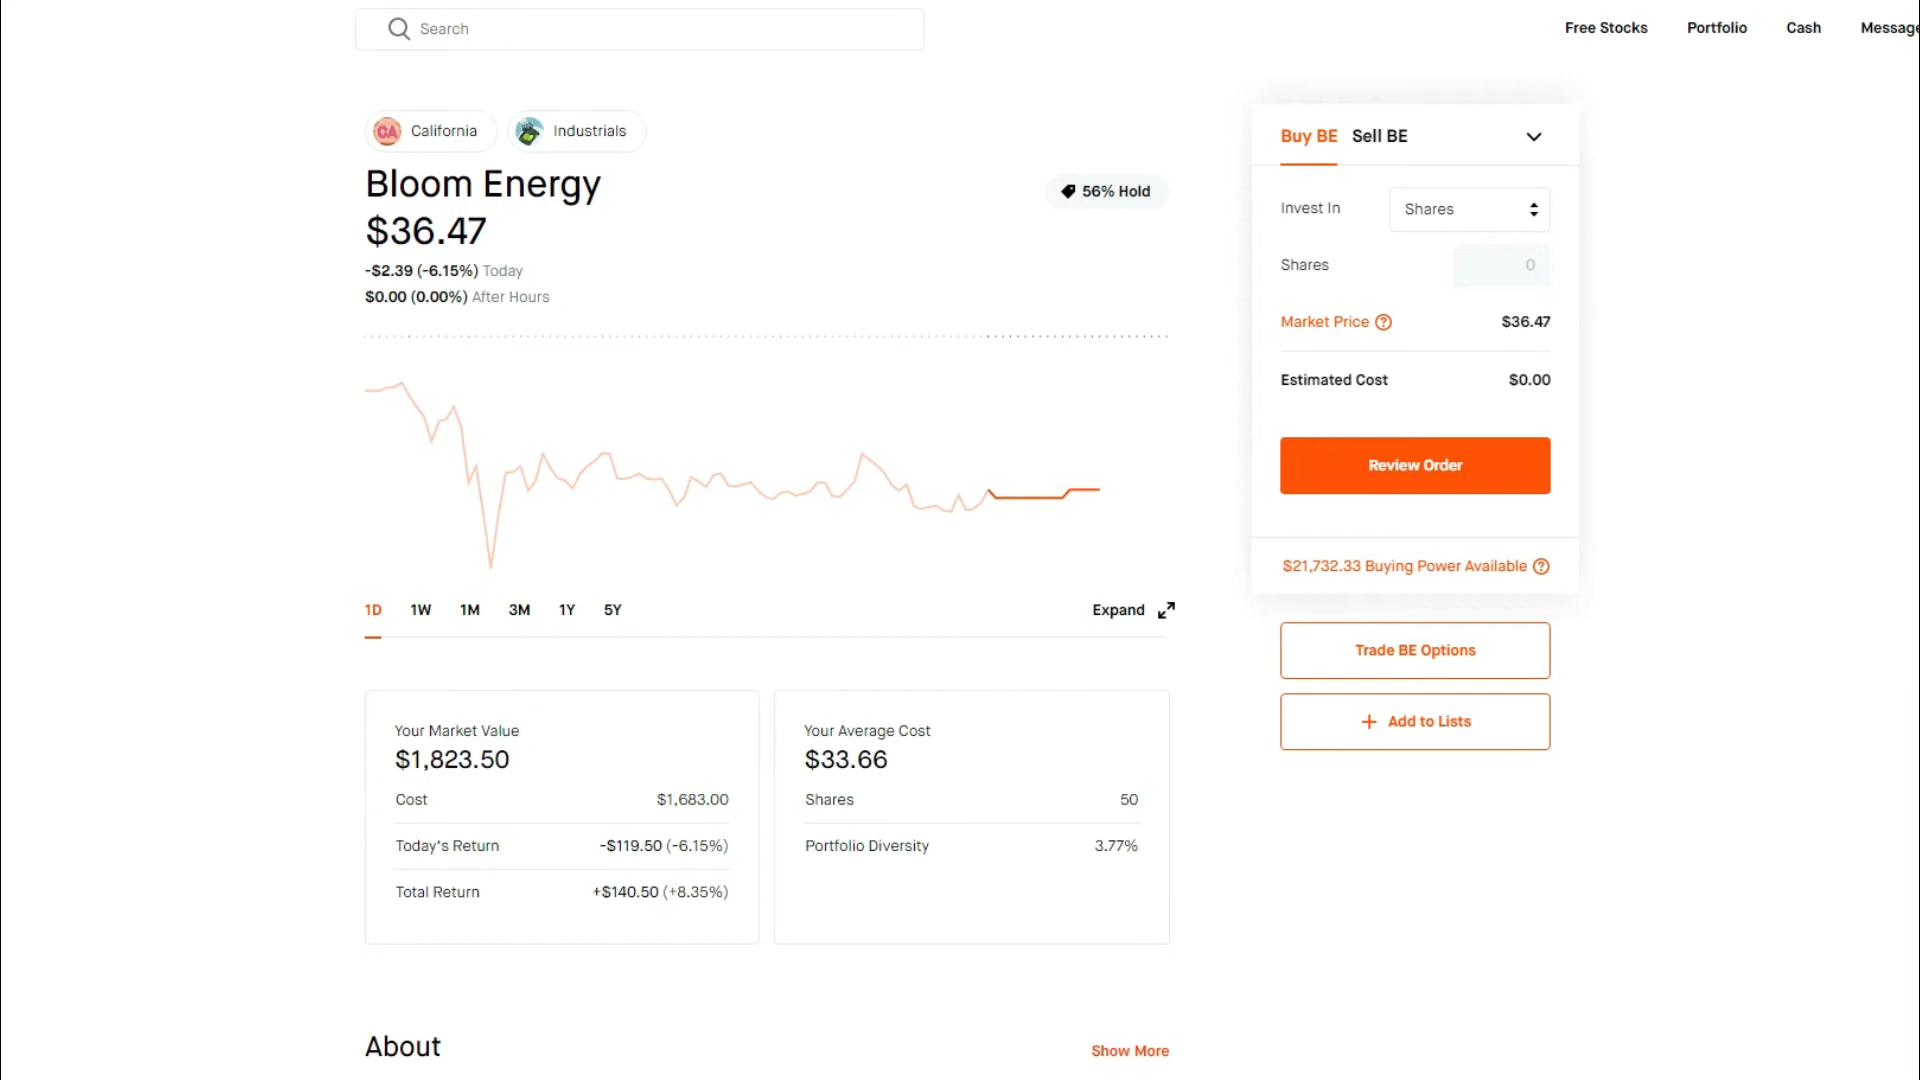 Search
Free Stocks Portfolio Cash Message
CA California Industrials
Bloom Energy
$36.47
56% Hold
-$2.39 (-6.15%) Today
$0.00 (0.00%) After Hours
1D 1W 1M 3M 1Y 5Y Expand
Your Market Value
$1,823.50
Cost $1,683.00
Today's Return -$119.50 (-6.15%)
Total Return +$140.50 (+8.35%)
Your Average Cost
$33.66
Shares 50
Portfolio Diversity 3.77%
About Show More
Buy BE Sell BE
Invest In Shares
Shares 0
Market Price ? $36.47
Estimated Cost $0.00
Review Order
$21,732.33 Buying Power Available ?
Trade BE Options
+ Add to Lists